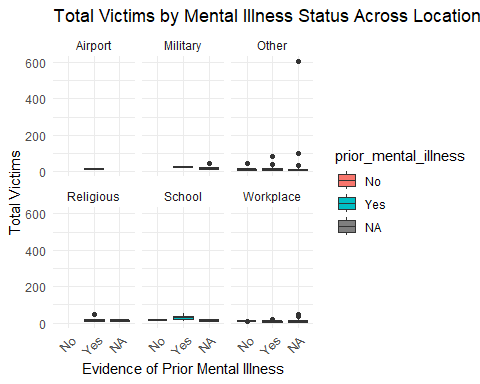 Total Victims by Mental Illness Status Across Location
Airport Military Other
600
400
200
0
Religious School Workplace
600
400
200
0
No Yes NA No Yes NA No Yes NA
Evidence of Prior Mental Illness
Total Victims
prior_mental_illness
No
Yes
NA